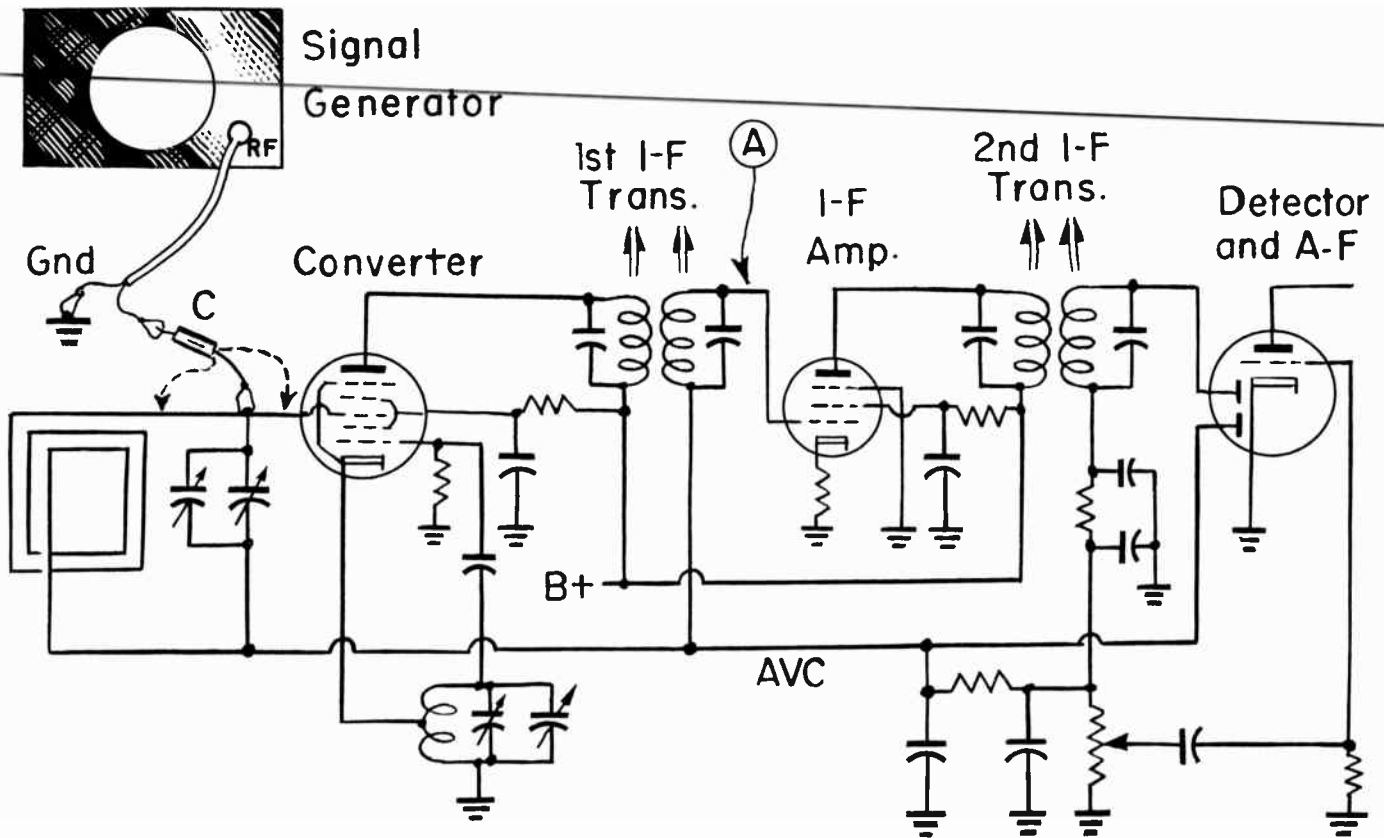 Signal
Generator
RF
Gnd
C
Converter
1st I-F
Trans.
A
I-F
Amp.
2nd I-F
Trans.
Detector
and A-F
B+
AVC